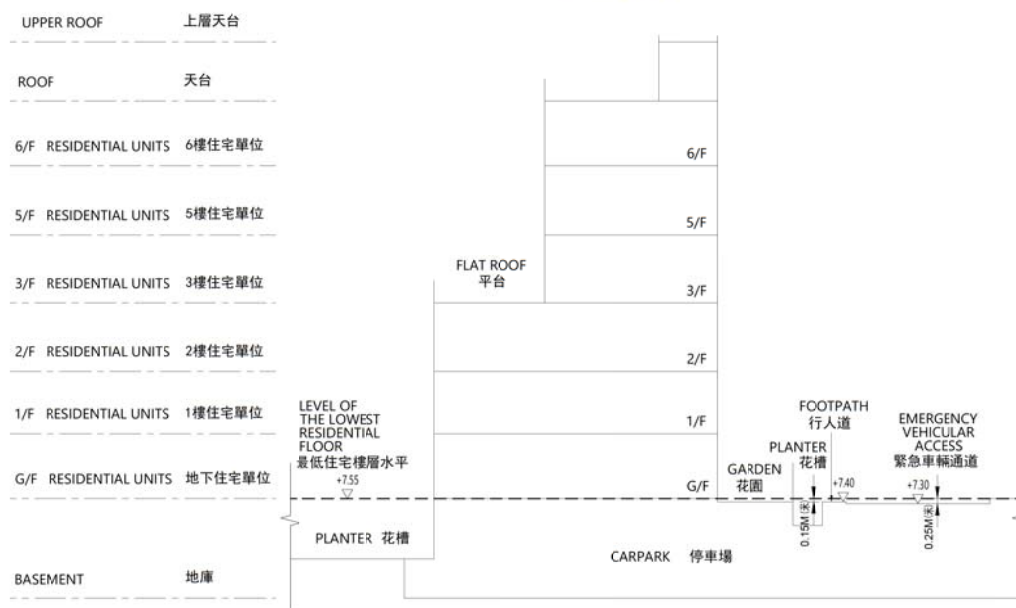 UPPER ROOF 上層天台
ROOF 天台
6/F RESIDENTIAL UNITS 6樓住宅單位
5/F RESIDENTIAL UNITS 5樓住宅單位
3/F RESIDENTIAL UNITS 3樓住宅單位
2/F RESIDENTIAL UNITS 2樓住宅單位
1/F RESIDENTIAL UNITS 1樓住宅單位
G/F RESIDENTIAL UNITS 地下住宅單位
BASEMENT 地庫
6/F
5/F
FLAT ROOF
平台
3/F
2/F
1/F
G/F
LEVEL OF
THE LOWEST
RESIDENTIAL
FLOOR
最低住宅樓層水平
+7.55
PLANTER 花槽
GARDEN
花園
PLANTER
花槽
FOOTPATH
行人道
EMERGENCY
VEHICULAR
ACCESS
緊急車輛通道
+7.40
+7.30
0.15M(米)
0.25M(米)
CARPARK 停車場